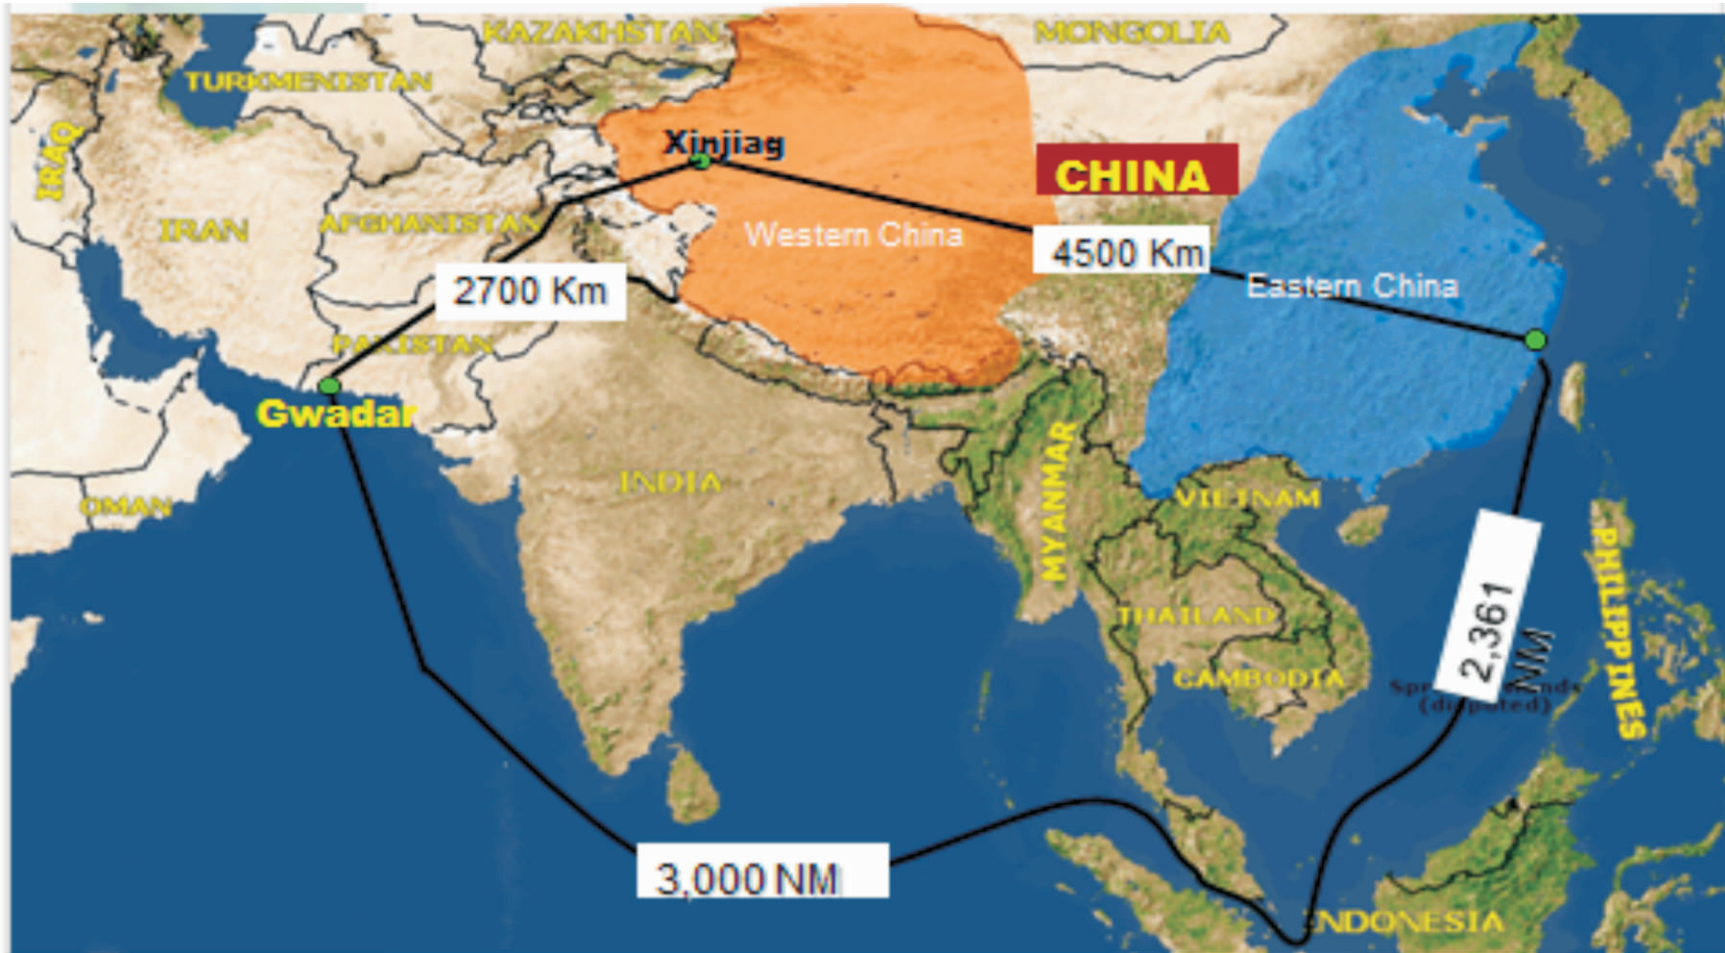 KAZAKHSTAN
MONGOLIA
TURKMENISTAN
IRAQ
Xinjiag
CHINA
IRAN
AFGHANISTAN
Western China
4500 Km
2700 Km
Eastern China
PAKISTAN
Gwadar
INDIA
MYANMAR
VIETNAM
OMAN
PHILIPPINES
THAILAND
2,361
NM
CAMBODIA
3,000 NM
INDONESIA